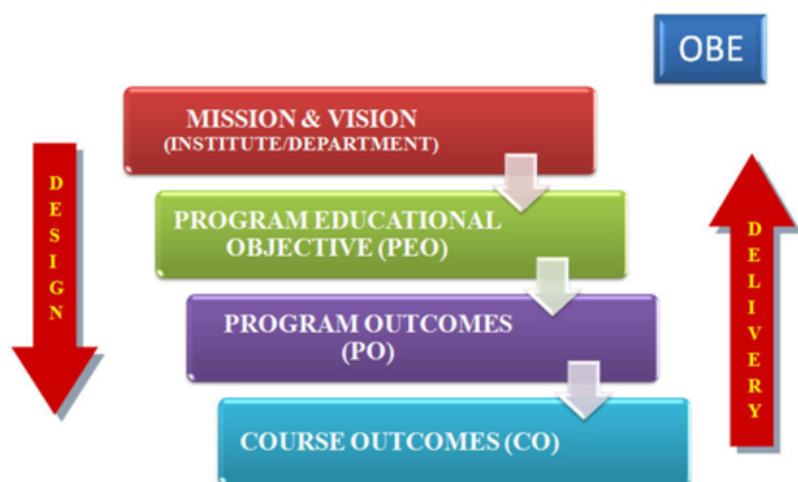 OBE
MISSION & VISION
(INSTITUTE/DEPARTMENT)
DESIGN
PROGRAM EDUCATIONAL
OBJECTIVE (PEO)
DELIVERY
PROGRAM OUTCOMES
(PO)
COURSE OUTCOMES (CO)